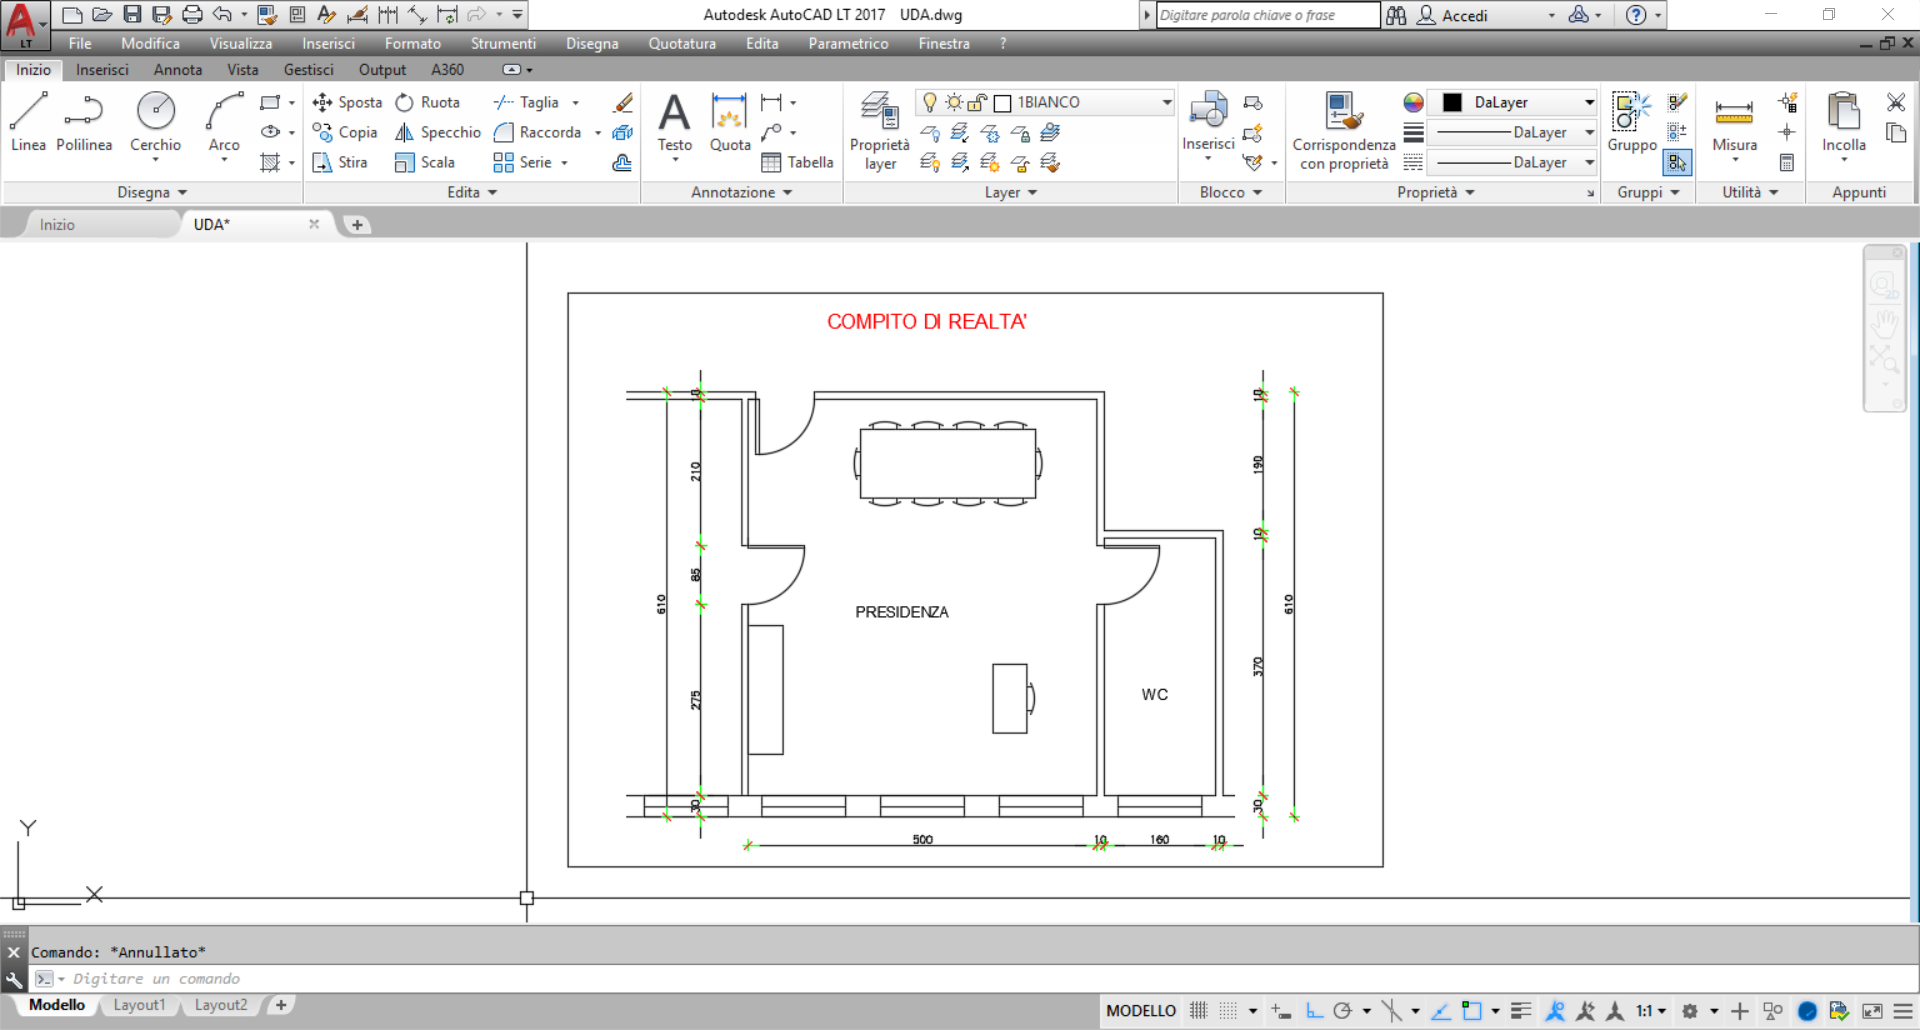 Autodesk AutoCAD LT 2017 UDA.dwg
Digitare parola chiave o frase
Accedi
LT
File Modifica Visualizza Inserisci Formato Strumenti Disegna Quotatura Edita Parametrico Finestra ?
Inizio Inserisci Annota Vista Gestisci Output A360
Linea Polilinea Cerchio Arco
Sposta Ruota Taglia
Copia Specchio Raccorda
Stira Scala Serie
Testo Quota Tabella
Proprietà layer
1BIANCO
Inserisci
Corrispondenza con proprietà
DaLayer
DaLayer
DaLayer
Gruppo Misura Incolla
Disegna Edita Annotazione Layer Blocco Proprietà Gruppi Utilità Appunti
Inizio UDA*
2D
COMPITO DI REALTA'
10 10
210 190
10
85
610 610
PRESIDENZA
370
275
WC
30 30
500 10 160 10
Y
X
Comando: *Annullato*
Digitare un comando
Modello Layout1 Layout2
MODELLO 1:1